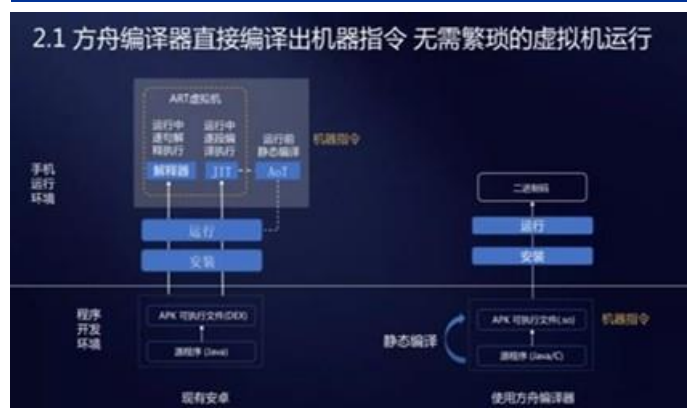 2.1 方舟编译器直接编译出机器指令 无需繁琐的虚拟机运行
ART虚拟机
运行中
逐句解
释执行
运行中
逐段编
译执行
运行前
静态编译
机器指令
解释器
JIT
AoT
手机
运行
环境
二进制码
运行
运行
安装
安装
程序
开发
环境
APK 可执行文件(DEX)
源程序 (Java)
静态编译
APK 可执行文件(.so)
源程序 (Java/C)
机器指令
现有安卓
使用方舟编译器